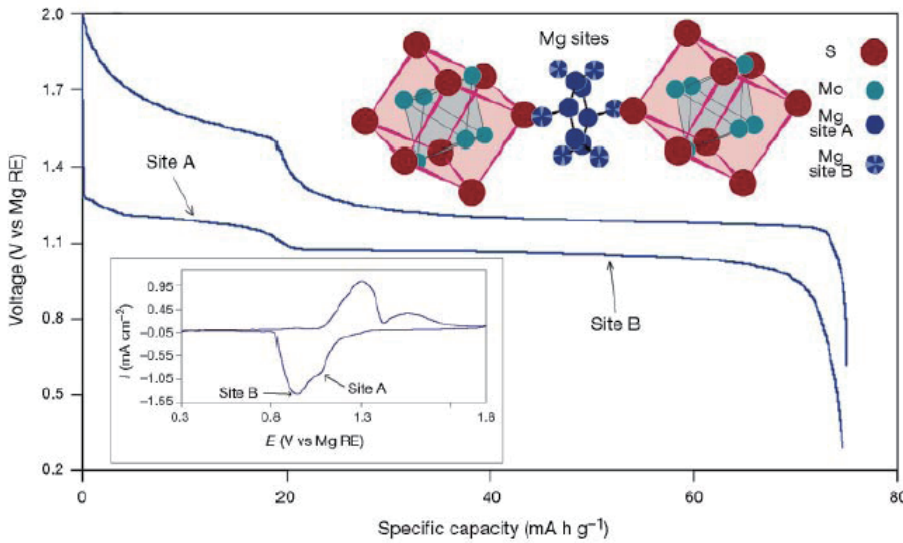 2.0
1.7
1.4
1.1
0.8
0.5
0.2
Voltage (V vs Mg RE)
0
20
40
60
80
Specific capacity (mA h g⁻¹)
Site A
Site B
Mg sites
S
Mo
Mg
site A
Mg
site B
0.95
0.45
-0.05
-0.55
-1.05
-1.55
i (mA cm⁻²)
0.3
0.8
1.3
1.8
E (V vs Mg RE)
Site B
Site A